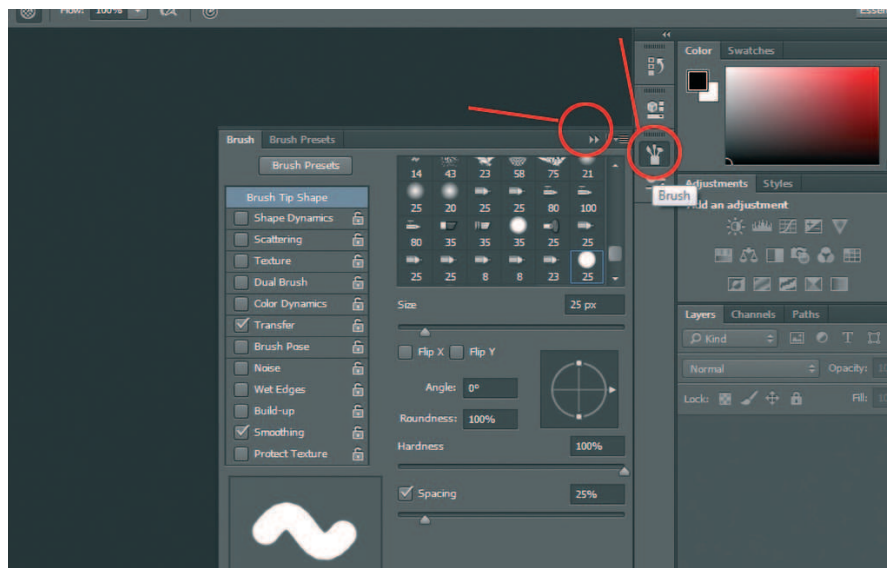 Flow: 100%
Essen
Color Swatches
Brush Brush Presets
Brush Presets
14 43 23 58 75 21
Brush Tip Shape
25 20 25 25 80 100
Shape Dynamics
Scattering
80 35 35 35 25 25
Texture
25 25 8 8 23 25
Dual Brush
Color Dynamics
Size 25 px
Transfer
Brush Pose
Flip X Flip Y
Noise
Angle: 0º
Wet Edges
Build-up
Roundness: 100%
Smoothing
Hardness 100%
Protect Texture
Spacing 25%
Brush
Adjustments Styles
Add an adjustment
Layers Channels Paths
Kind
Normal Opacity:
Lock: Fill: